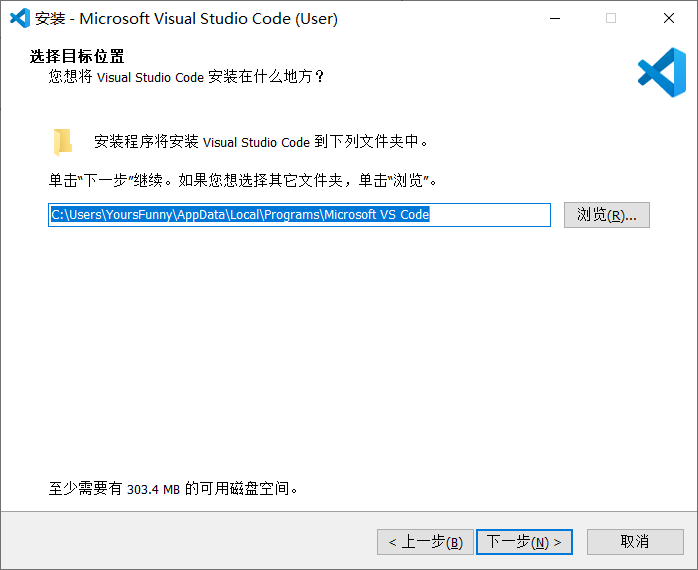 安装 - Microsoft Visual Studio Code (User)
选择目标位置
您想将 Visual Studio Code 安装在什么地方？
安装程序将安装 Visual Studio Code 到下列文件夹中。
单击“下一步”继续。如果您想选择其它文件夹，单击“浏览”。
C:\Users\YoursFunny\AppData\Local\Programs\Microsoft VS Code
浏览(R)...
至少需要有 303.4 MB 的可用磁盘空间。
< 上一步(B) 下一步(N) > 取消